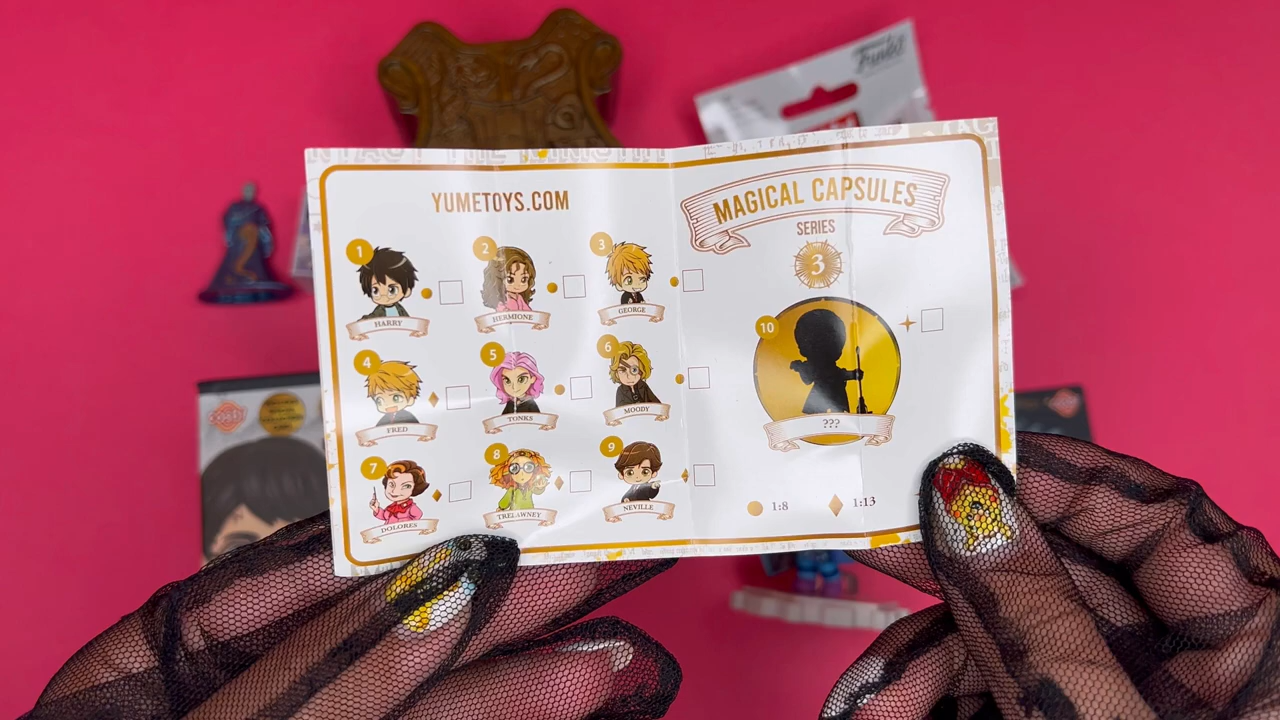 YUMETOYS.COM
1
HARRY
2
HERMIONE
3
GEORGE
4
FRED
5
TONKS
6
MOODY
7
DOLORES
8
TRELAWNEY
9
NEVILLE
MAGICAL CAPSULES
SERIES
3
10
???
1:8
1:13
Funko